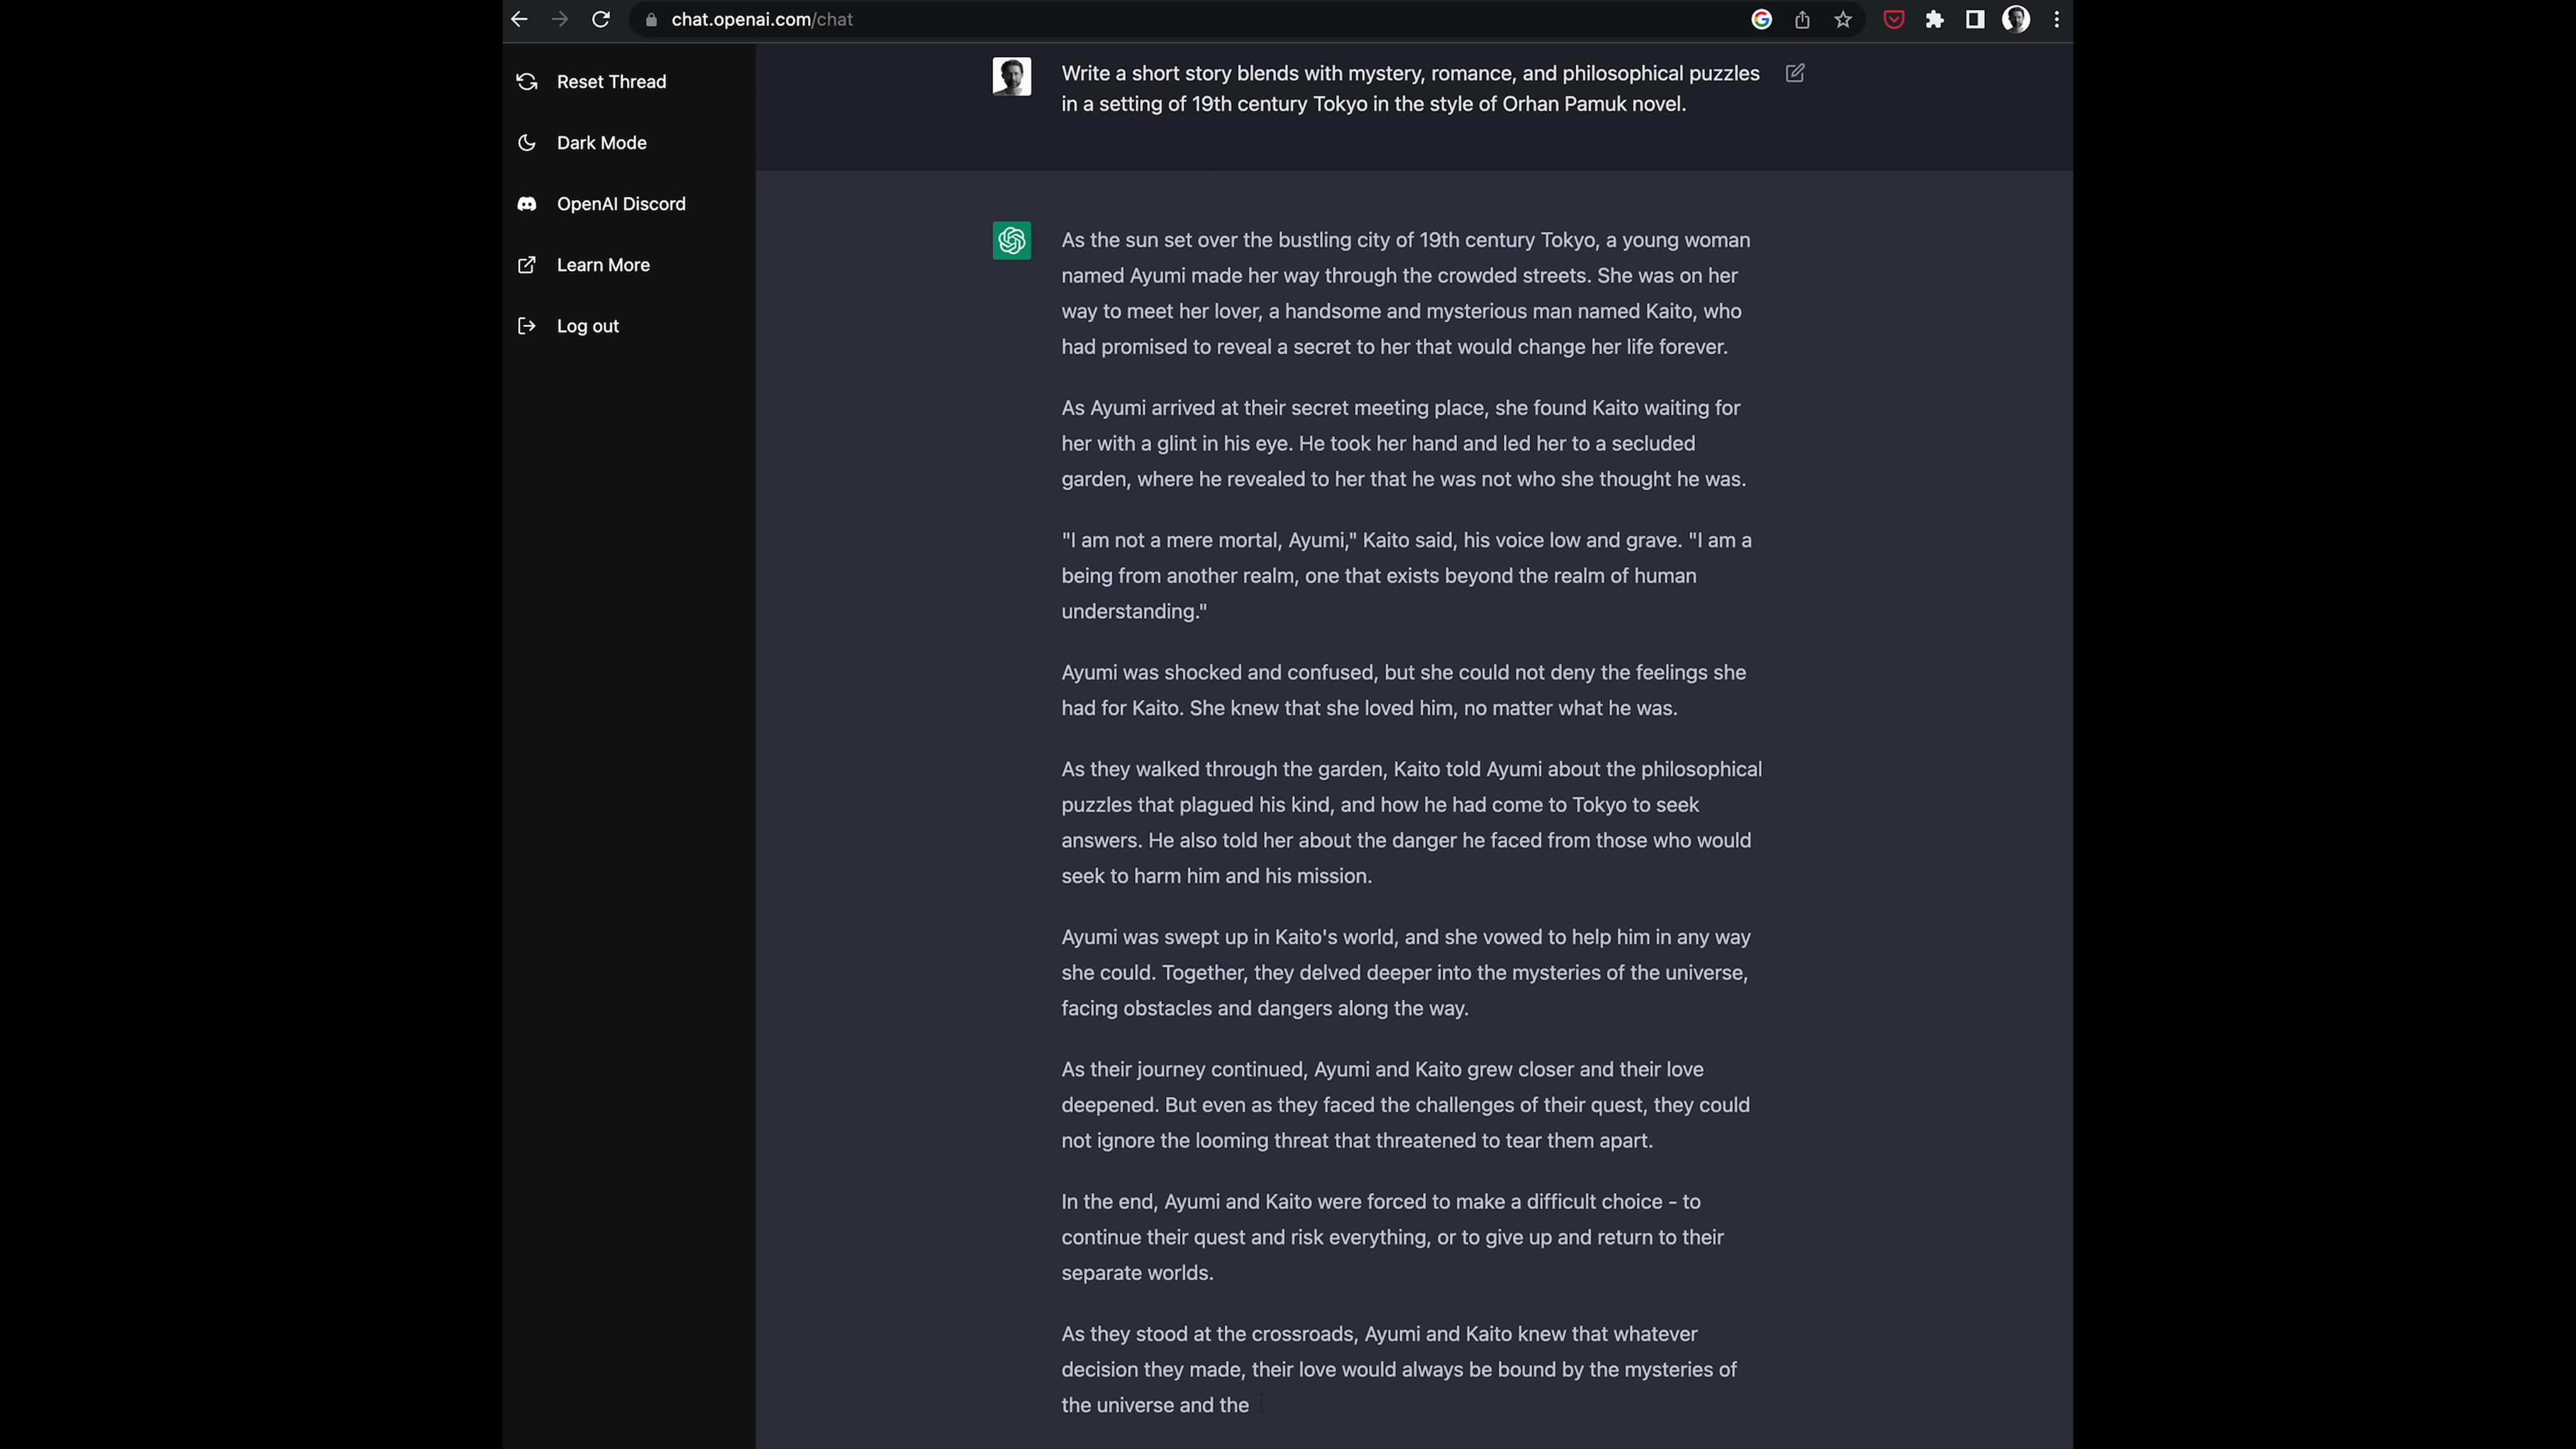 chat.openai.com/chat
Reset Thread
Dark Mode
OpenAI Discord
Learn More
Log out
Write a short story blends with mystery, romance, and philosophical puzzles
in a setting of 19th century Tokyo in the style of Orhan Pamuk novel.
As the sun set over the bustling city of 19th century Tokyo, a young woman
named Ayumi made her way through the crowded streets. She was on her
way to meet her lover, a handsome and mysterious man named Kaito, who
had promised to reveal a secret to her that would change her life forever.
As Ayumi arrived at their secret meeting place, she found Kaito waiting for
her with a glint in his eye. He took her hand and led her to a secluded
garden, where he revealed to her that he was not who she thought he was.
"I am not a mere mortal, Ayumi," Kaito said, his voice low and grave. "I am a
being from another realm, one that exists beyond the realm of human
understanding."
Ayumi was shocked and confused, but she could not deny the feelings she
had for Kaito. She knew that she loved him, no matter what he was.
As they walked through the garden, Kaito told Ayumi about the philosophical
puzzles that plagued his kind, and how he had come to Tokyo to seek
answers. He also told her about the danger he faced from those who would
seek to harm him and his mission.
Ayumi was swept up in Kaito's world, and she vowed to help him in any way
she could. Together, they delved deeper into the mysteries of the universe,
facing obstacles and dangers along the way.
As their journey continued, Ayumi and Kaito grew closer and their love
deepened. But even as they faced the challenges of their quest, they could
not ignore the looming threat that threatened to tear them apart.
In the end, Ayumi and Kaito were forced to make a difficult choice - to
continue their quest and risk everything, or to give up and return to their
separate worlds.
As they stood at the crossroads, Ayumi and Kaito knew that whatever
decision they made, their love would always be bound by the mysteries of
the universe and the